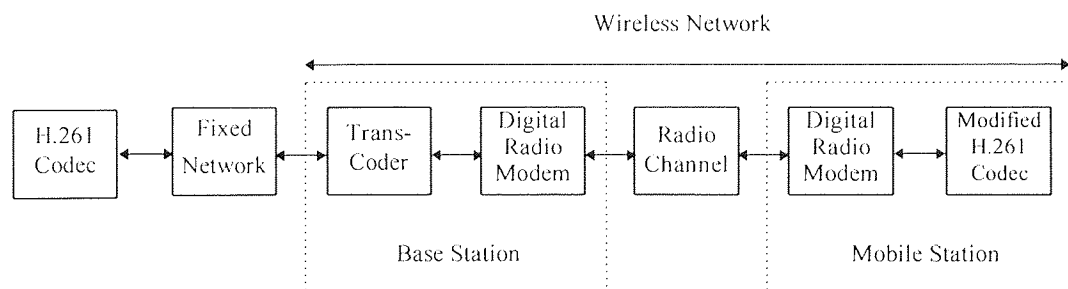 Wireless Network
H.261
Codec
Fixed
Network
Trans-
Coder
Digital
Radio
Modem
Radio
Channel
Digital
Radio
Modem
Modified
H.261
Codec
Base Station
Mobile Station